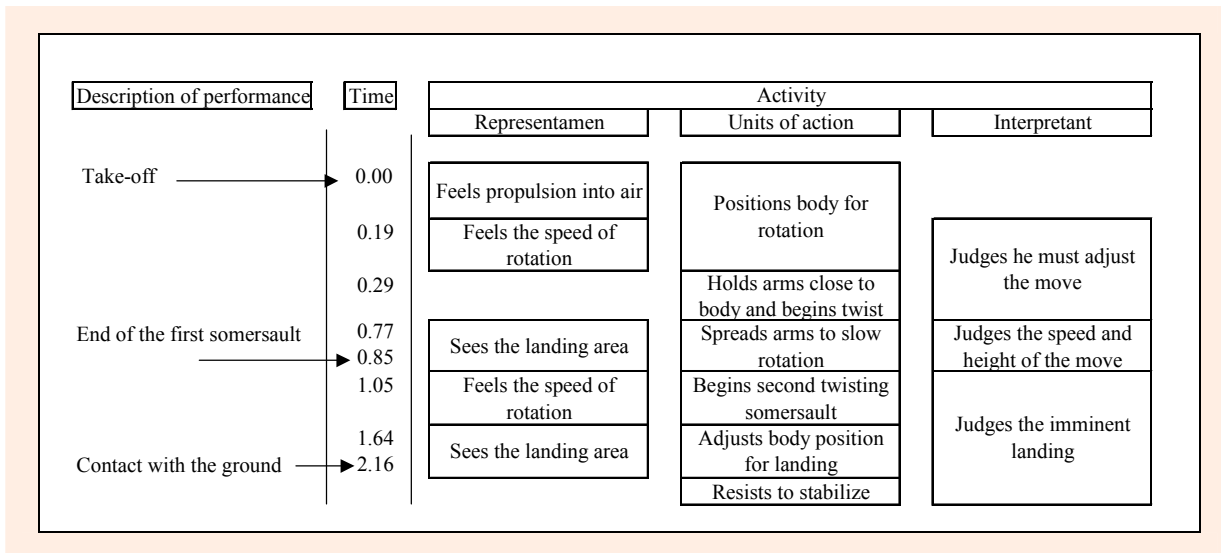 Description of performance Time Activity
Representamen Units of action Interpretant
Take-off 0.00
Feels propulsion into air
Positions body for
rotation
0.19
Feels the speed of
rotation
Judges he must adjust
the move
0.29
Holds arms close to
body and begins twist
End of the first somersault 0.77
0.85
Sees the landing area
Spreads arms to slow
rotation
Judges the speed and
height of the move
1.05
Feels the speed of
rotation
Begins second twisting
somersault
Judges the imminent
landing
1.64
Contact with the ground 2.16
Sees the landing area
Adjusts body position
for landing
Resists to stabilize